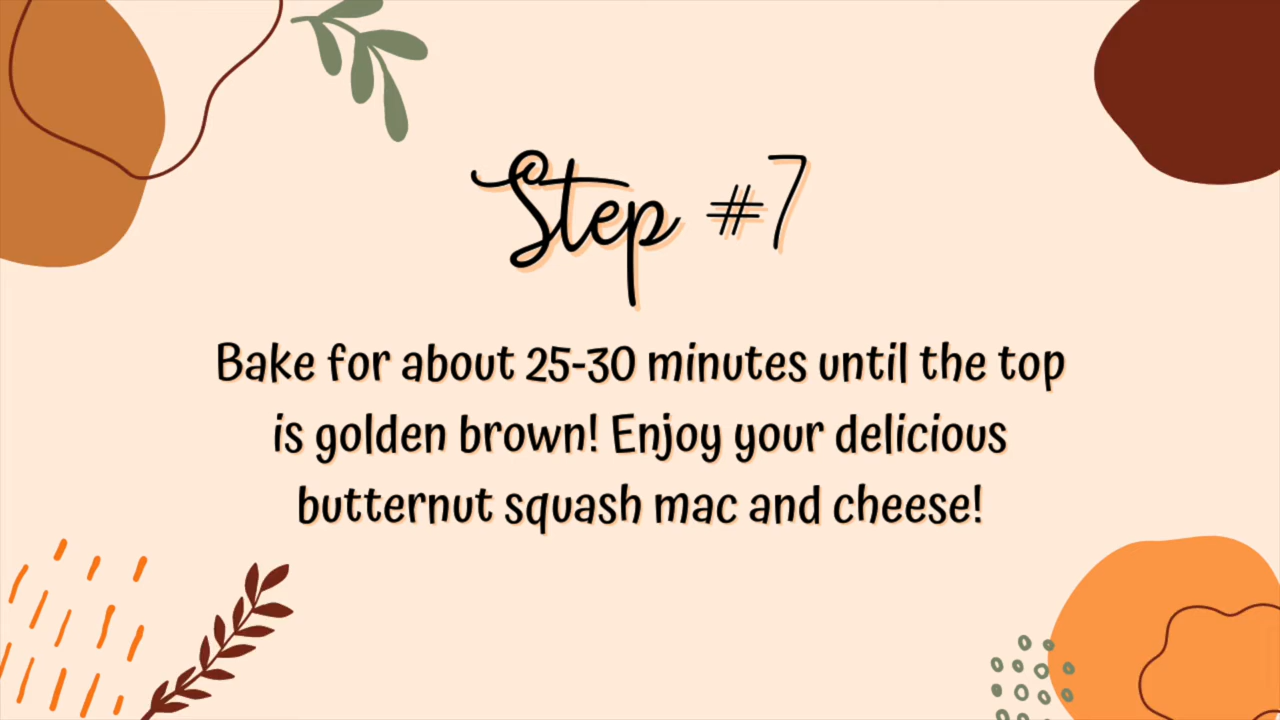 Step #7
Bake for about 25-30 minutes until the top
is golden brown! Enjoy your delicious
butternut squash mac and cheese!